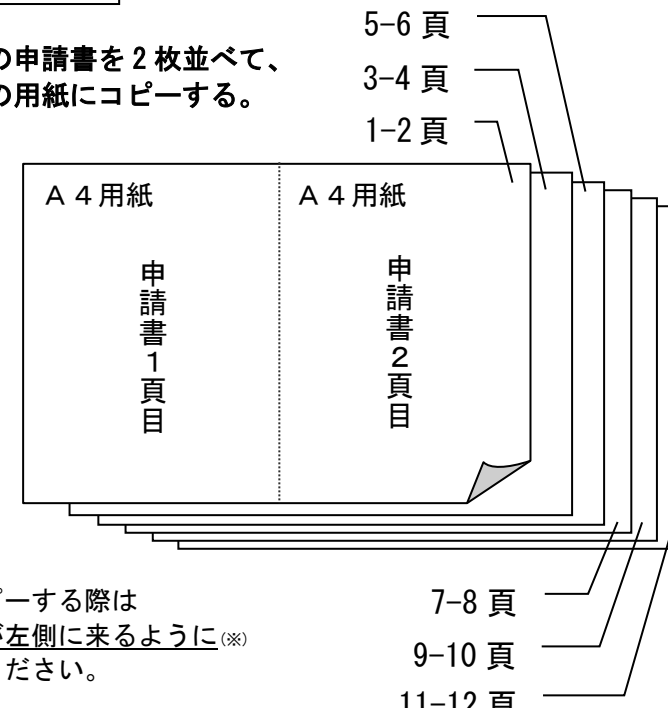 の申請書を2枚並べて、
の用紙にコピーする。
5-6 頁
3-4 頁
1-2 頁
A 4用紙
申請書1頁目
A 4用紙
申請書2頁目
ピーする際は
が左側に来るように(※)
ださい。
7-8 頁
9-10 頁
11-12 頁